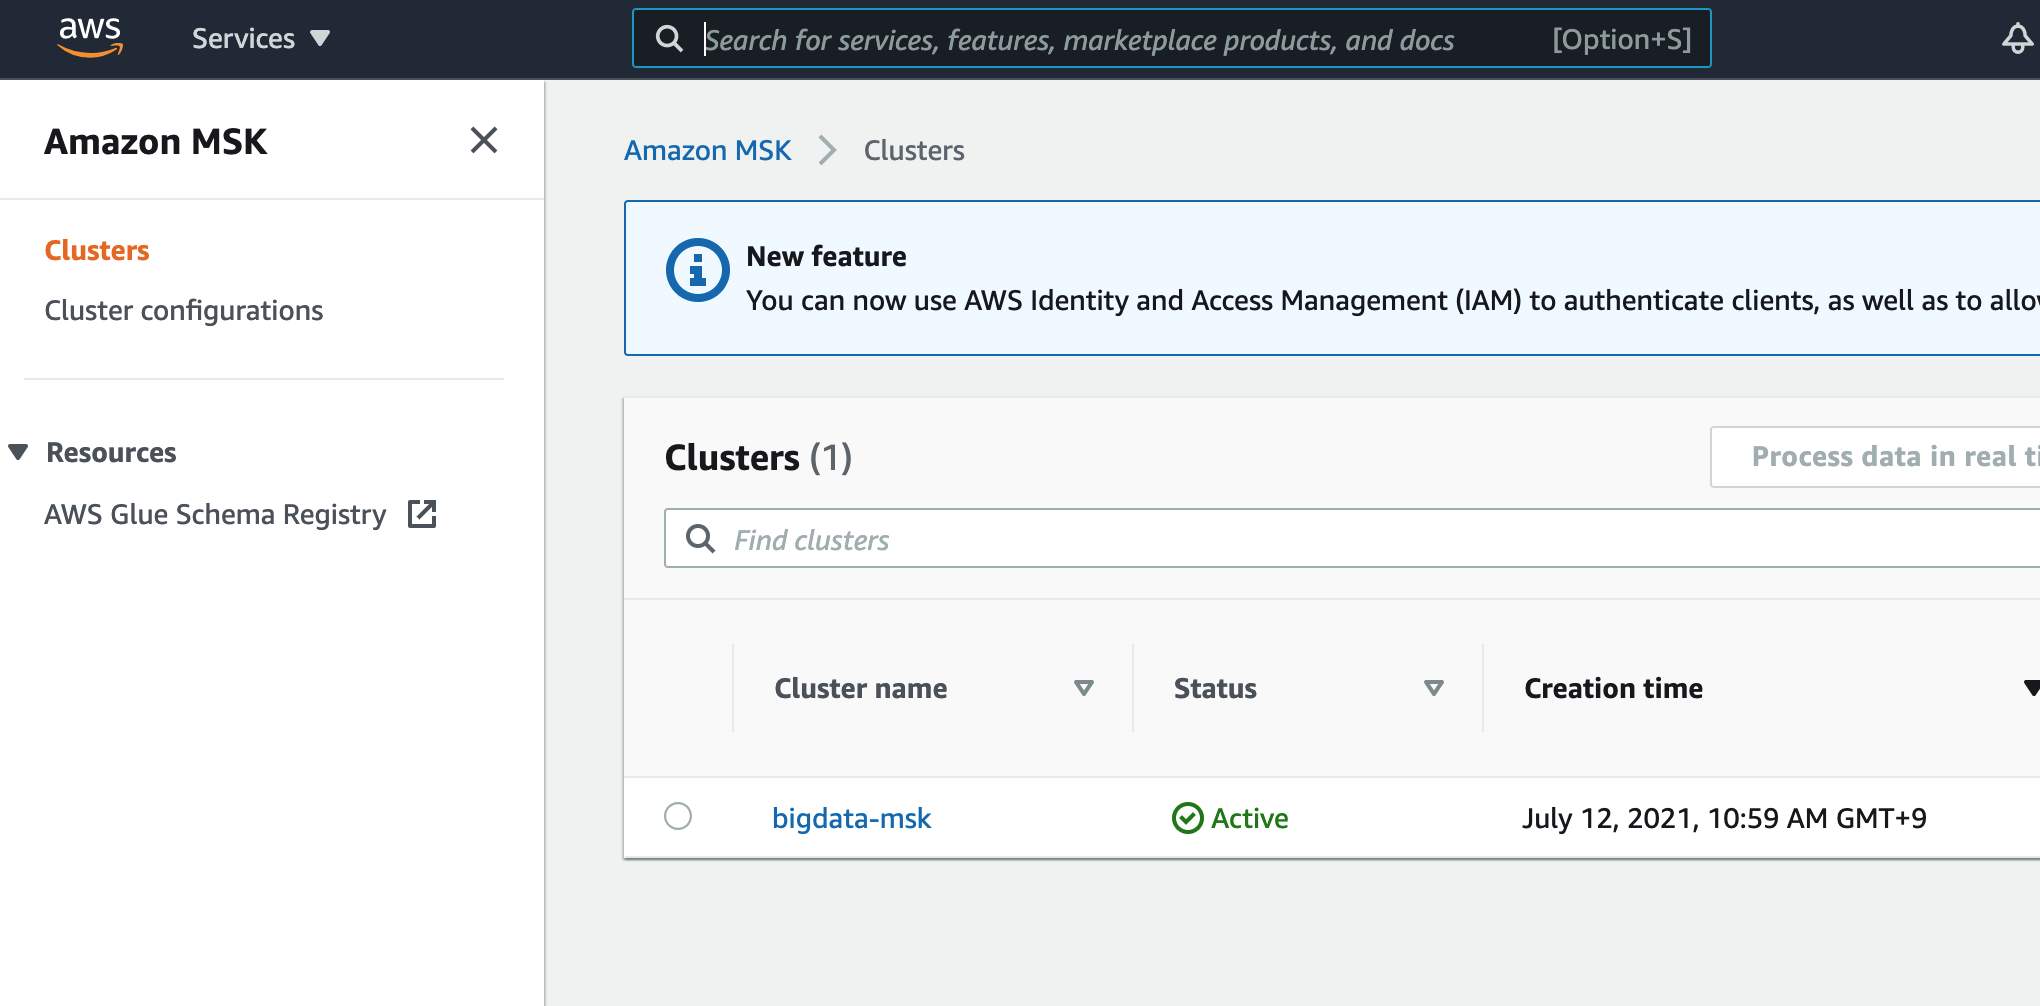 aws
Services
Search for services, features, marketplace products, and docs
[Option+S]
Amazon MSK
Clusters
Cluster configurations
Resources
AWS Glue Schema Registry
Amazon MSK
Clusters
New feature
You can now use AWS Identity and Access Management (IAM) to authenticate clients, as well as to
Clusters (1)
Process data in real
Find clusters
Cluster name
Status
Creation time
bigdata-msk
Active
July 12, 2021, 10:59 AM GMT+9